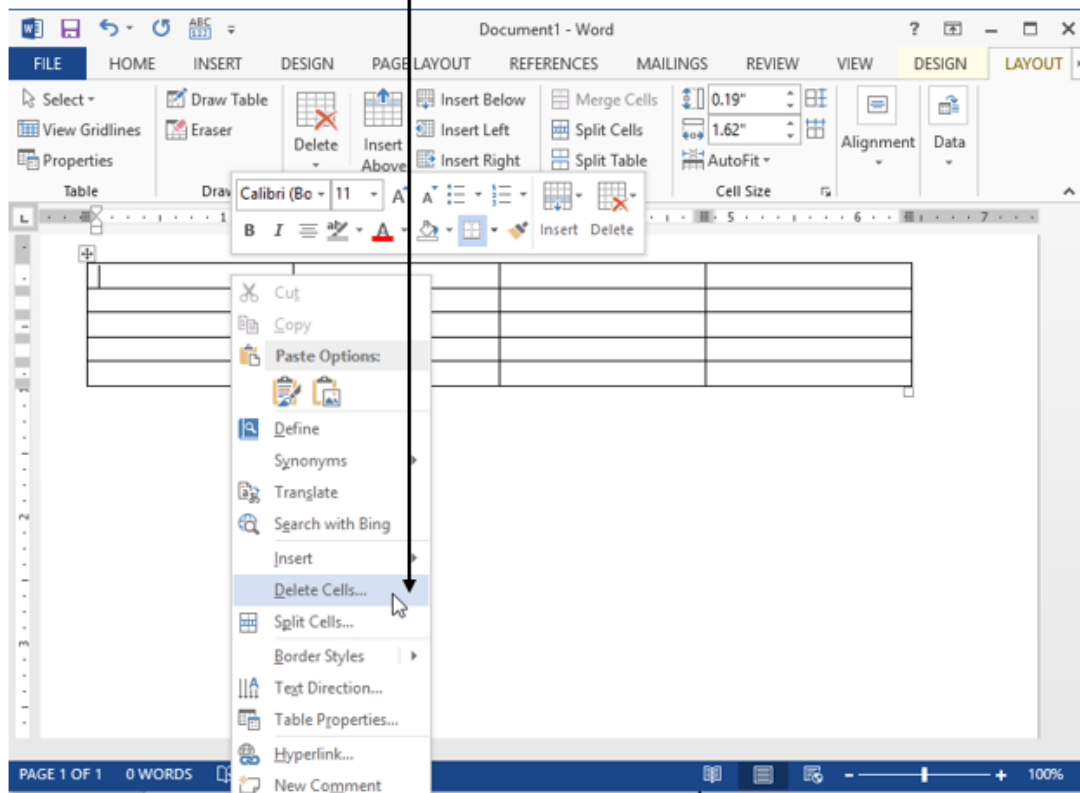 Document1 - Word
FILE HOME INSERT DESIGN PAGE LAYOUT REFERENCES MAILINGS REVIEW VIEW DESIGN LAYOUT
Select Draw Table Insert Below Merge Cells 0.19"
View Gridlines Eraser Delete Insert Above Insert Left Split Cells 1.62" Alignment Data
Properties Insert Right Split Table AutoFit
Table Cell Size
Calibri (Bo 11
B I A Insert Delete
1 5 6 7
Cut
Copy
Paste Options:
Define
Synonyms
Translate
Search with Bing
Insert
Delete Cells...
Split Cells...
Border Styles
Text Direction...
Table Properties...
Hyperlink...
New Comment
PAGE 1 OF 1 0 WORDS 100%